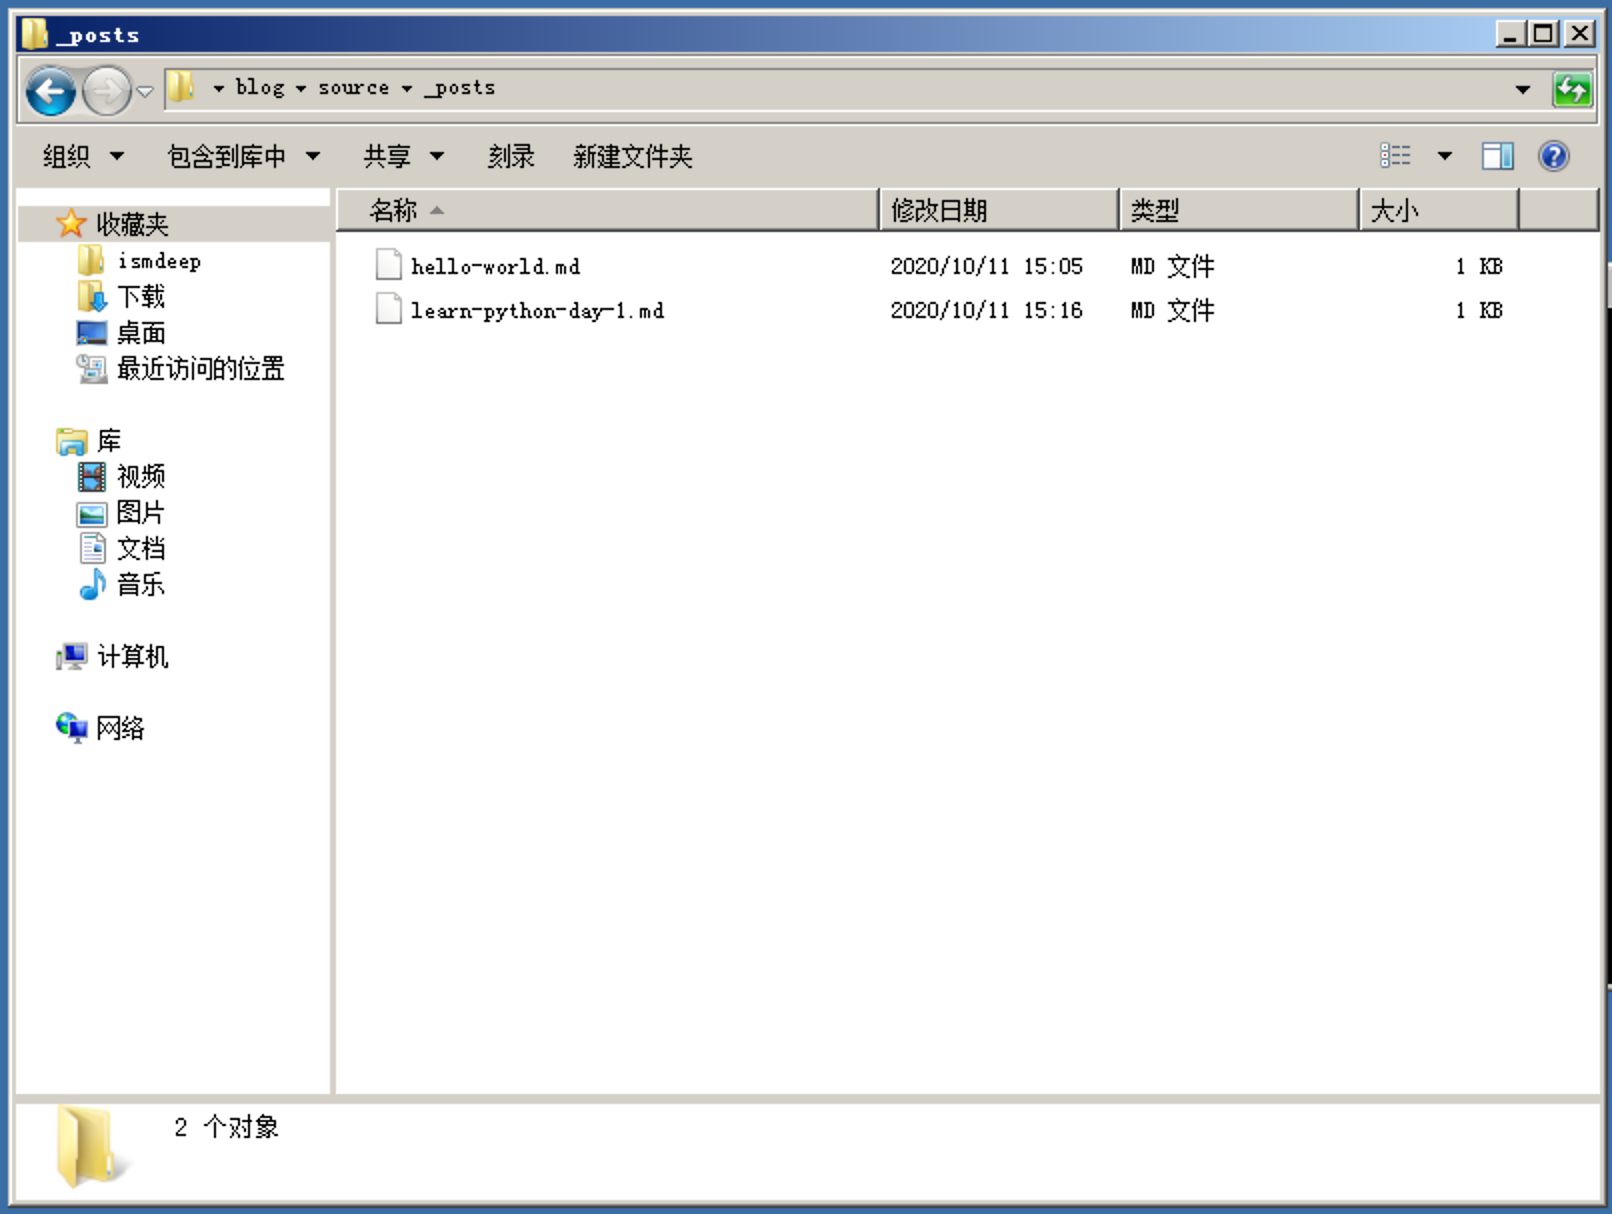 _posts
blog source _posts
组织 包含到库中 共享 刻录 新建文件夹
名称 修改日期 类型 大小
收藏夹
ismdeep
下载
桌面
最近访问的位置
库
视频
图片
文档
音乐
计算机
网络
hello-world.md 2020/10/11 15:05 MD 文件 1 KB
learn-python-day-1.md 2020/10/11 15:16 MD 文件 1 KB
2 个对象